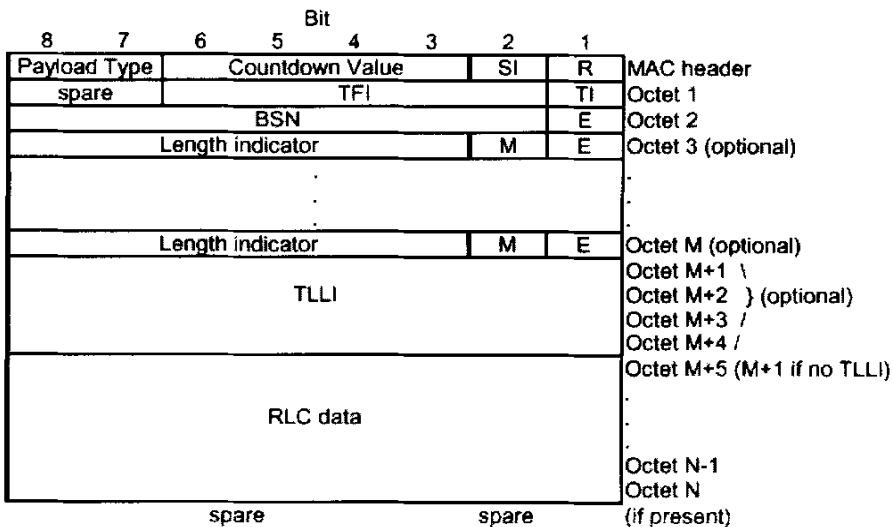 Bit
8 7 6 5 4 3 2 1
Payload Type Countdown Value SI R MAC header
spare TFI TI Octet 1
BSN E Octet 2
Length indicator M E Octet 3 (optional)
.
.
.
Length indicator M E Octet M (optional)
Octet M+1 \
TLLI Octet M+2 } (optional)
Octet M+3 /
Octet M+4 /
Octet M+5 (M+1 if no TLLI)
.
RLC data .
.
Octet N-1
Octet N
spare spare (if present)